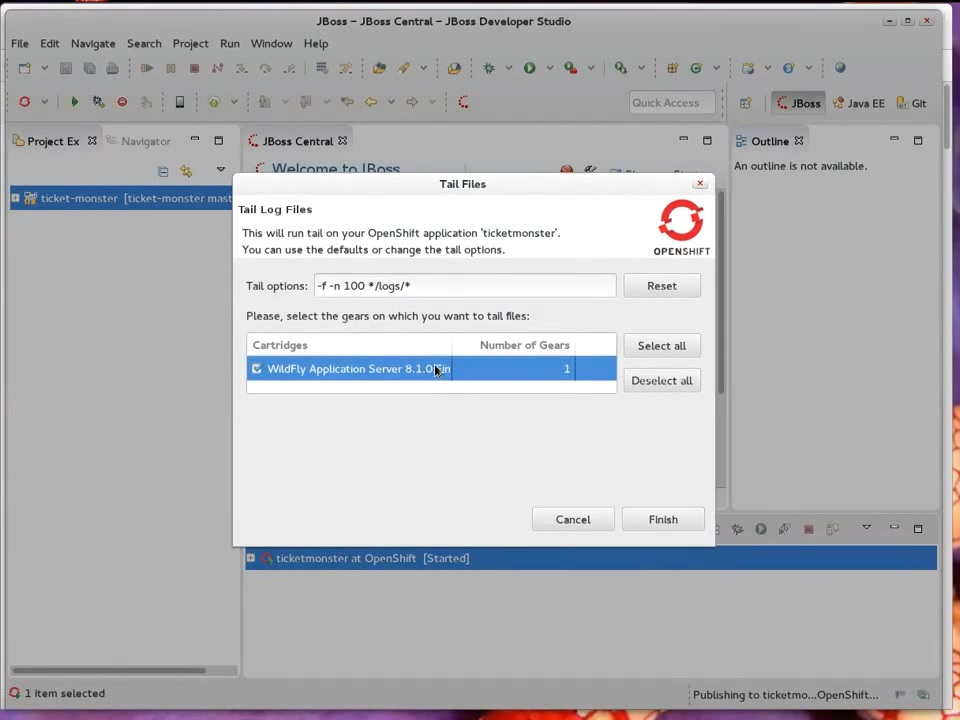 JBoss – JBoss Central – JBoss Developer Studio
File Edit Navigate Search Project Run Window Help
Quick Access JBoss Java EE Git
Project Ex Navigator JBoss Central Outline
Welcome to JBoss
An outline is not available.
ticket-monster [ticket-monster mast
Tail Files
Tail Log Files
This will run tail on your OpenShift application 'ticketmonster'.
You can use the defaults or change the tail options.
OPENSHIFT
Tail options: -f -n 100 */logs/* Reset
Please, select the gears on which you want to tail files:
Cartridges Number of Gears Select all
WildFly Application Server 8.1.0.Fin 1
Deselect all
Cancel Finish
ticketmonster at OpenShift [Started]
1 item selected Publishing to ticketmo...OpenShift...